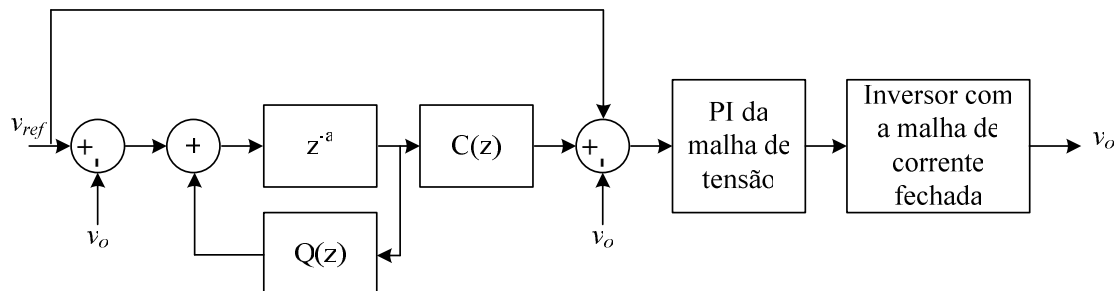 v_ref
+
-
v_o
+
z^-a
Q(z)
C(z)
+
-
v_o
PI da
malha de
tensão
Inversor com
a malha de
corrente
fechada
v_o